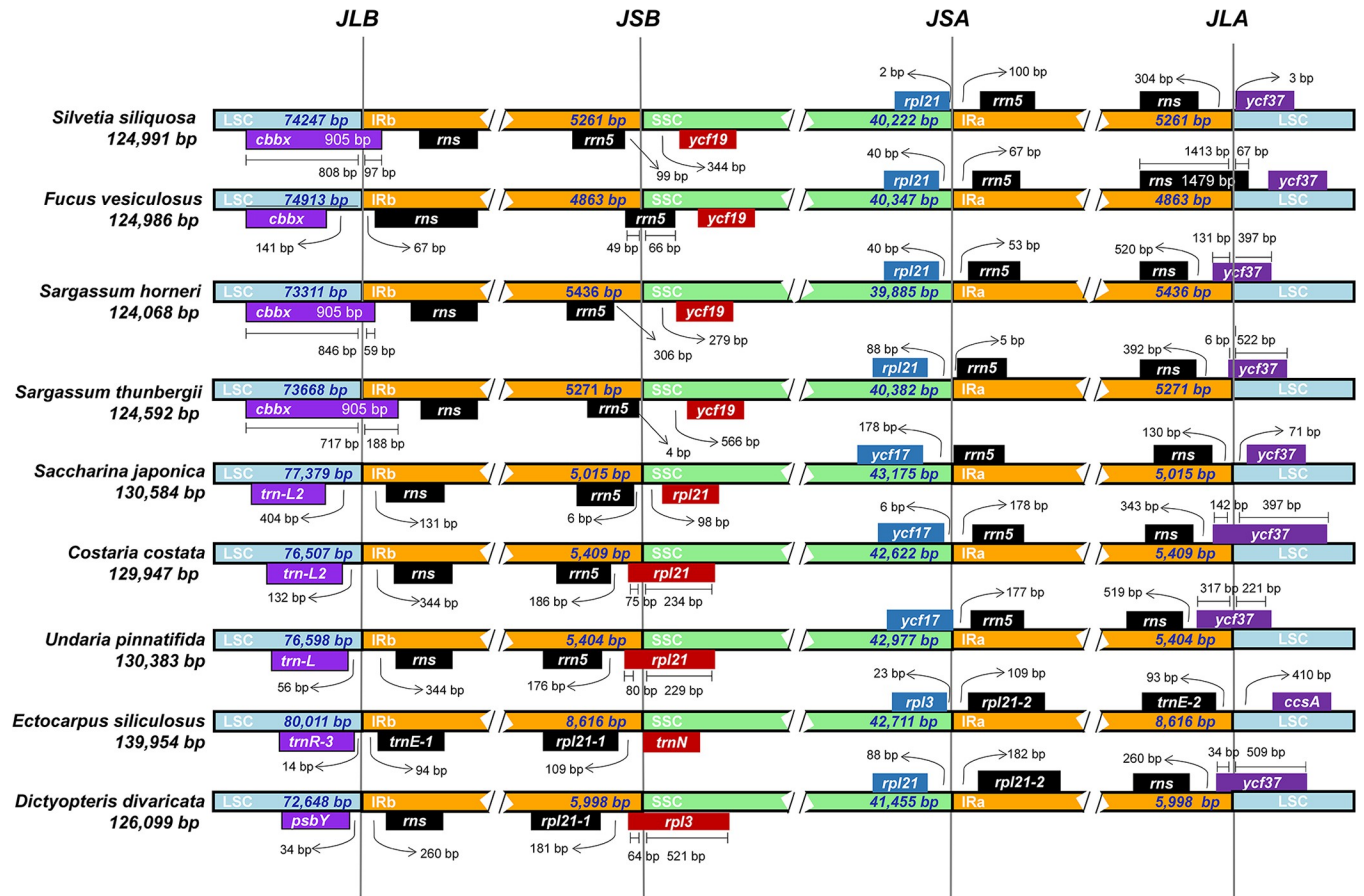 JLB JSB JSA JLA
2 bp 100 bp 304 bp 3 bp
rpl21 rrn5 rns ycf37
Silvetia siliquosa LSC 74247 bp IRb 5261 bp SSC 40,222 bp IRa 5261 bp LSC
124,991 bp cbbx 905 bp rns rrn5 ycf19
808 bp 97 bp 99 bp 344 bp 40 bp 67 bp 1413 bp 67 bp
rpl21 rrn5 rns 1479 bp ycf37
Fucus vesiculosus LSC 74913 bp IRb 4863 bp SSC 40,347 bp IRa 4863 bp LSC
124,986 bp cbbx rns rrn5 ycf19
141 bp 67 bp 49 bp 66 bp 40 bp 53 bp 520 bp 131 bp 397 bp
rpl21 rrn5 rns ycf37
Sargassum horneri LSC 73311 bp IRb 5436 bp SSC 39,885 bp IRa 5436 bp LSC
124,068 bp cbbx 905 bp rns rrn5 ycf19
846 bp 59 bp 306 bp 279 bp 88 bp 5 bp 392 bp 6 bp 522 bp
rpl21 rrn5 rns ycf37
Sargassum thunbergii LSC 73668 bp IRb 5271 bp SSC 40,382 bp IRa 5271 bp LSC
124,592 bp cbbx 905 bp rns rrn5 ycf19
717 bp 188 bp 4 bp 566 bp 178 bp 130 bp 71 bp
ycf17 rrn5 rns ycf37
Saccharina japonica LSC 77,379 bp IRb 5,015 bp SSC 43,175 bp IRa 5,015 bp LSC
130,584 bp trn-L2 rns rrn5 rpl21
404 bp 131 bp 6 bp 98 bp 6 bp 178 bp 343 bp 142 bp 397 bp
ycf17 rrn5 rns ycf37
Costaria costata LSC 76,507 bp IRb 5,409 bp SSC 42,622 bp IRa 5,409 bp LSC
129,947 bp trn-L2 rns rrn5 rpl21
132 bp 344 bp 186 bp 75 bp 234 bp 177 bp 519 bp 317 bp 221 bp
ycf17 rrn5 rns ycf37
Undaria pinnatifida LSC 76,598 bp IRb 5,404 bp SSC 42,977 bp IRa 5,404 bp LSC
130,383 bp trn-L rns rrn5 rpl21
56 bp 344 bp 176 bp 80 bp 229 bp 23 bp 109 bp 93 bp 410 bp
rpl3 rpl21-2 trnE-2 ccsA
Ectocarpus siliculosus LSC 80,011 bp IRb 8,616 bp SSC 42,711 bp IRa 8,616 bp LSC
139,954 bp trnR-3 trnE-1 rpl21-1 trnN
14 bp 94 bp 109 bp 88 bp 182 bp 260 bp 34 bp 509 bp
rpl21 rpl21-2 rns ycf37
Dictyopteris divaricata LSC 72,648 bp IRb 5,998 bp SSC 41,455 bp IRa 5,998 bp LSC
126,099 bp psbY rns rpl21-1 rpl3
34 bp 260 bp 181 bp 64 bp 521 bp